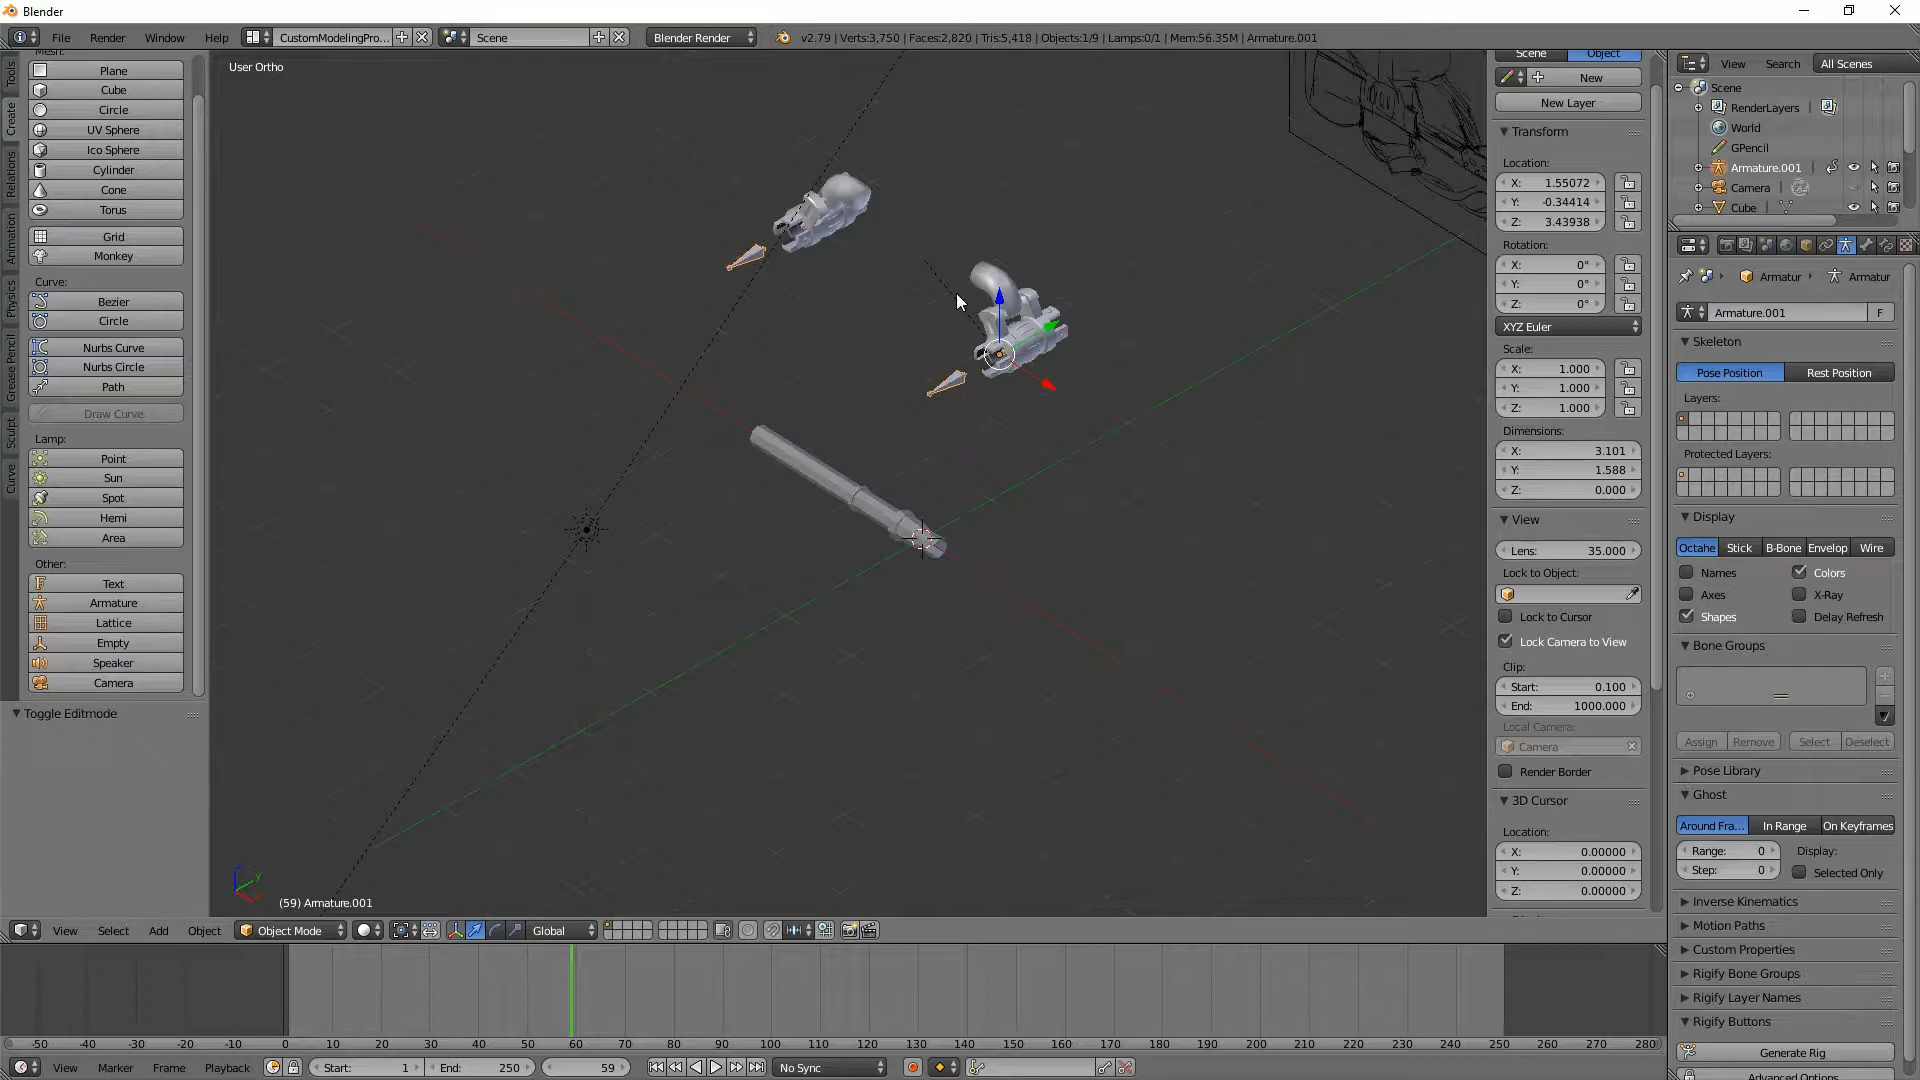 Blender
File Render Window Help CustomModelingPro... Scene Blender Render v2.79 | Verts:3,750 | Faces:2,820 | Tris:5,418 | Objects:1/9 | Lamps:0/1 | Mem:56.35M | Armature.001
Tools
Create
Relations
Animation
Physics
Grease Pencil
Sculpt
Curve
Mesh:
Plane
Cube
Circle
UV Sphere
Ico Sphere
Cylinder
Cone
Torus
Grid
Monkey
Curve:
Bezier
Circle
Nurbs Curve
Nurbs Circle
Path
Draw Curve
Lamp:
Point
Sun
Spot
Hemi
Area
Other:
Text
Armature
Lattice
Empty
Speaker
Camera
Toggle Editmode
User Ortho
(59) Armature.001
Scene Object
New
New Layer
Transform
Location:
X: 1.55072
Y: -0.34414
Z: 3.43938
Rotation:
X: 0°
Y: 0°
Z: 0°
XYZ Euler
Scale:
X: 1.000
Y: 1.000
Z: 1.000
Dimensions:
X: 3.101
Y: 1.588
Z: 0.000
View
Lens: 35.000
Lock to Object:
Lock to Cursor
Lock Camera to View
Clip:
Start: 0.100
End: 1000.000
Local Camera:
Camera
Render Border
3D Cursor
Location:
X: 0.00000
Y: 0.00000
Z: 0.00000
View Search All Scenes
Scene
RenderLayers
World
GPencil
Armature.001
Camera
Cube
Armatur Armatur
Armature.001 F
Skeleton
Pose Position Rest Position
Layers:
Protected Layers:
Display
Octahe Stick B-Bone Envelop Wire
Names Colors
Axes X-Ray
Shapes Delay Refresh
Bone Groups
Assign Remove Select Deselect
Pose Library
Ghost
Around Fra... In Range On Keyframes
Range: 0 Display:
Step: 0 Selected Only
Inverse Kinematics
Motion Paths
Custom Properties
Rigify Bone Groups
Rigify Layer Names
Rigify Buttons
Generate Rig
Advanced Options
View Select Add Object Object Mode Global
-50 -40 -30 -20 -10 0 10 20 30 40 50 60 70 80 90 100 110 120 130 140 150 160 170 180 190 200 210 220 230 240 250 260 270 280
View Marker Frame Playback Start: 1 End: 250 59 No Sync